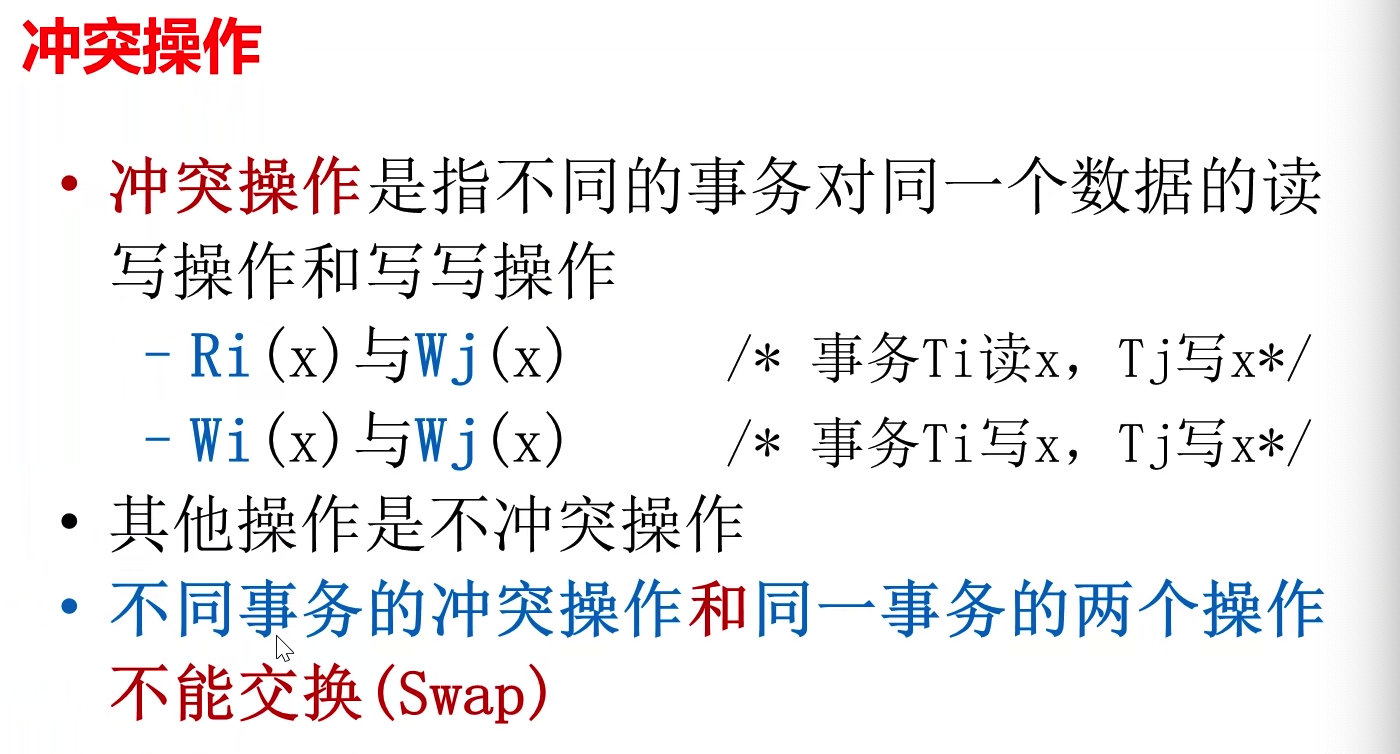 冲突操作
• 冲突操作是指不同的事务对同一个数据的读
写操作和写写操作
- Ri(x)与Wj(x) /* 事务Ti读x，Tj写x*/
- Wi(x)与Wj(x) /* 事务Ti写x，Tj写x*/
• 其他操作是不冲突操作
• 不同事务的冲突操作和同一事务的两个操作
不能交换(Swap)